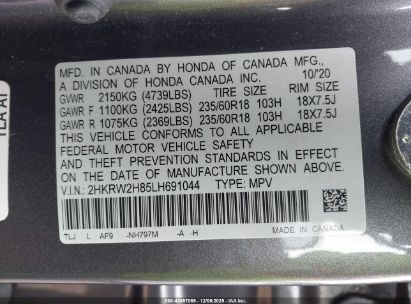 MFD. IN CANADA BY HONDA OF CANADA MFG.,
A DIVISION OF HONDA CANADA INC. 10/'20
GVWR 2150KG (4739LBS) TIRE SIZE RIM SIZE
GAWR F 1100KG (2425LBS) 235/60R18 103H 18X7.5J
GAWR R 1075KG (2369LBS) 235/60R18 103H 18X7.5J
THIS VEHICLE CONFORMS TO ALL APPLICABLE
FEDERAL MOTOR VEHICLE SAFETY
AND THEFT PREVENTION STANDARDS IN EFFECT
ON THE DATE OF MANUFACTURE SHOWN ABOVE.
V.I.N.: 2HKRW2H85LH691044 TYPE: MPV
TLJ L AF9 -NH797M -A -H
MADE IN CANADA
TLA A1